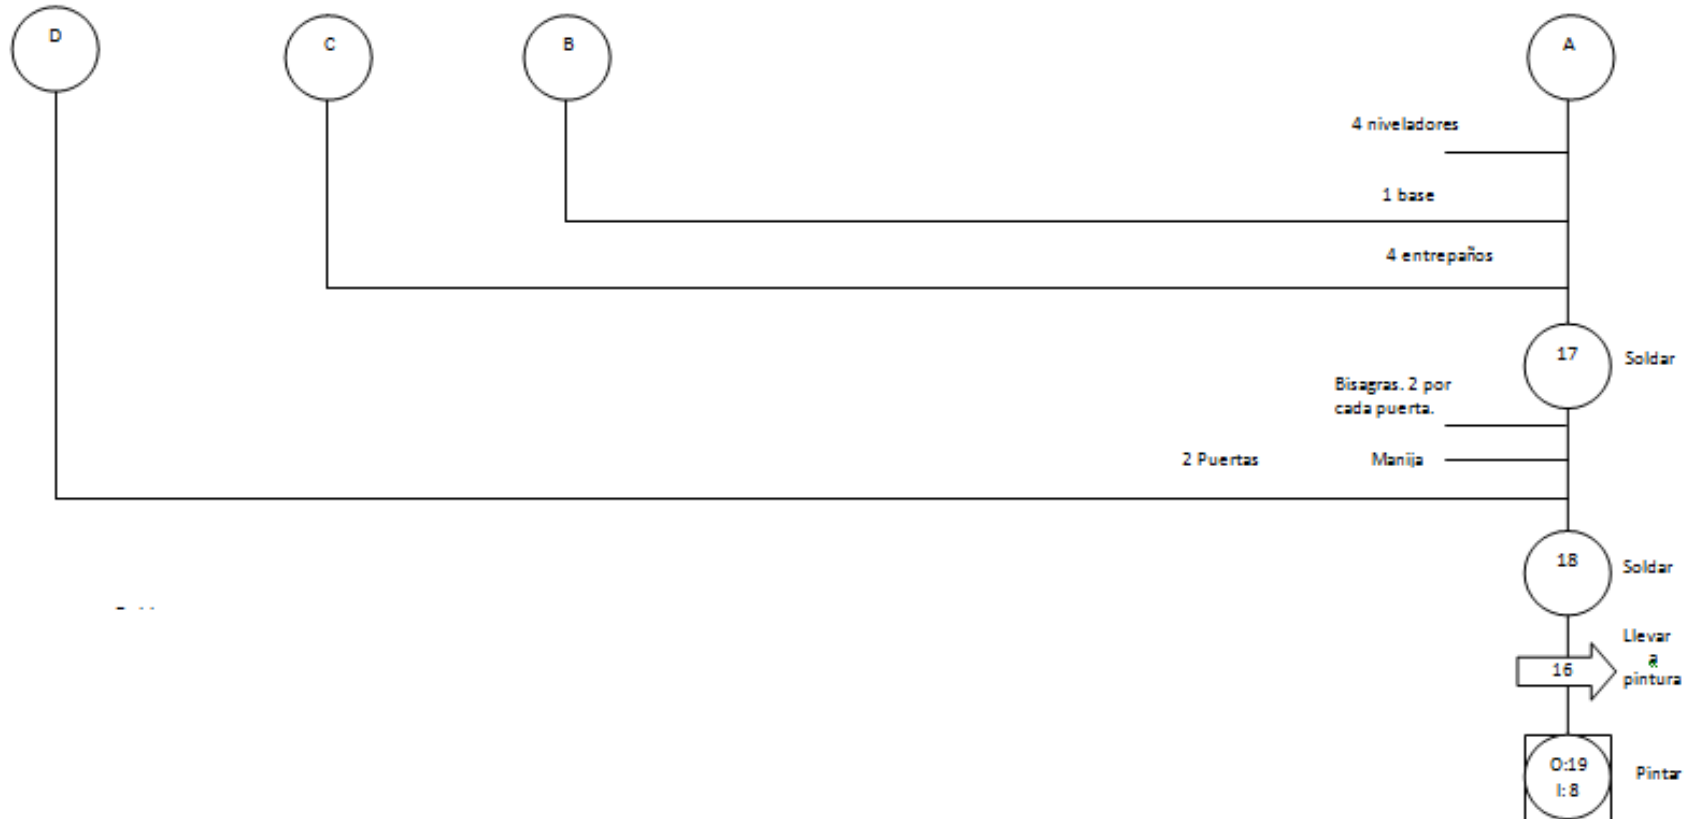 D
C
B
A
4 niveladores
1 base
4 entrepaños
17
Soldar
Bisagras. 2 por
cada puerta.
2 Puertas
Manija
18
Soldar
Llevar
a
pintura
16
O:19
I: 8
Pintar